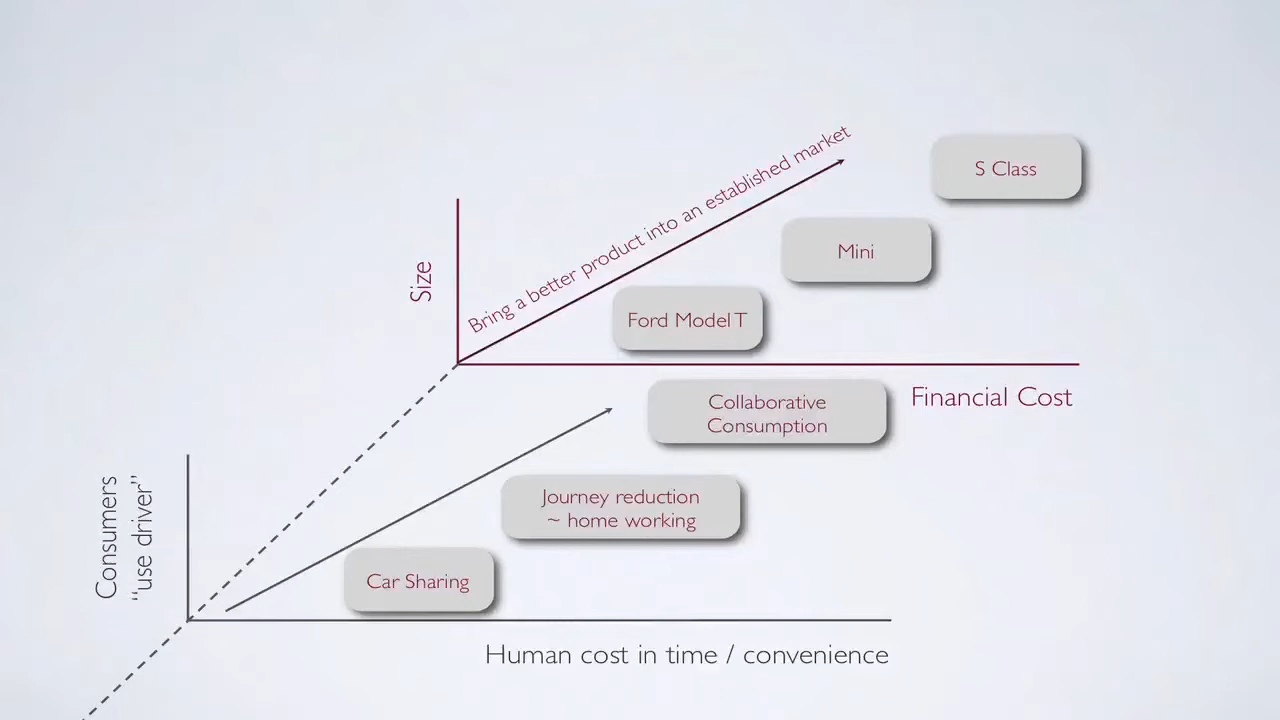 Bring a better product into an established market
S Class
Mini
Size
Ford Model T
Financial Cost
Collaborative
Consumption
Journey reduction
~ home working
Consumers
“use driver”
Car Sharing
Human cost in time / convenience